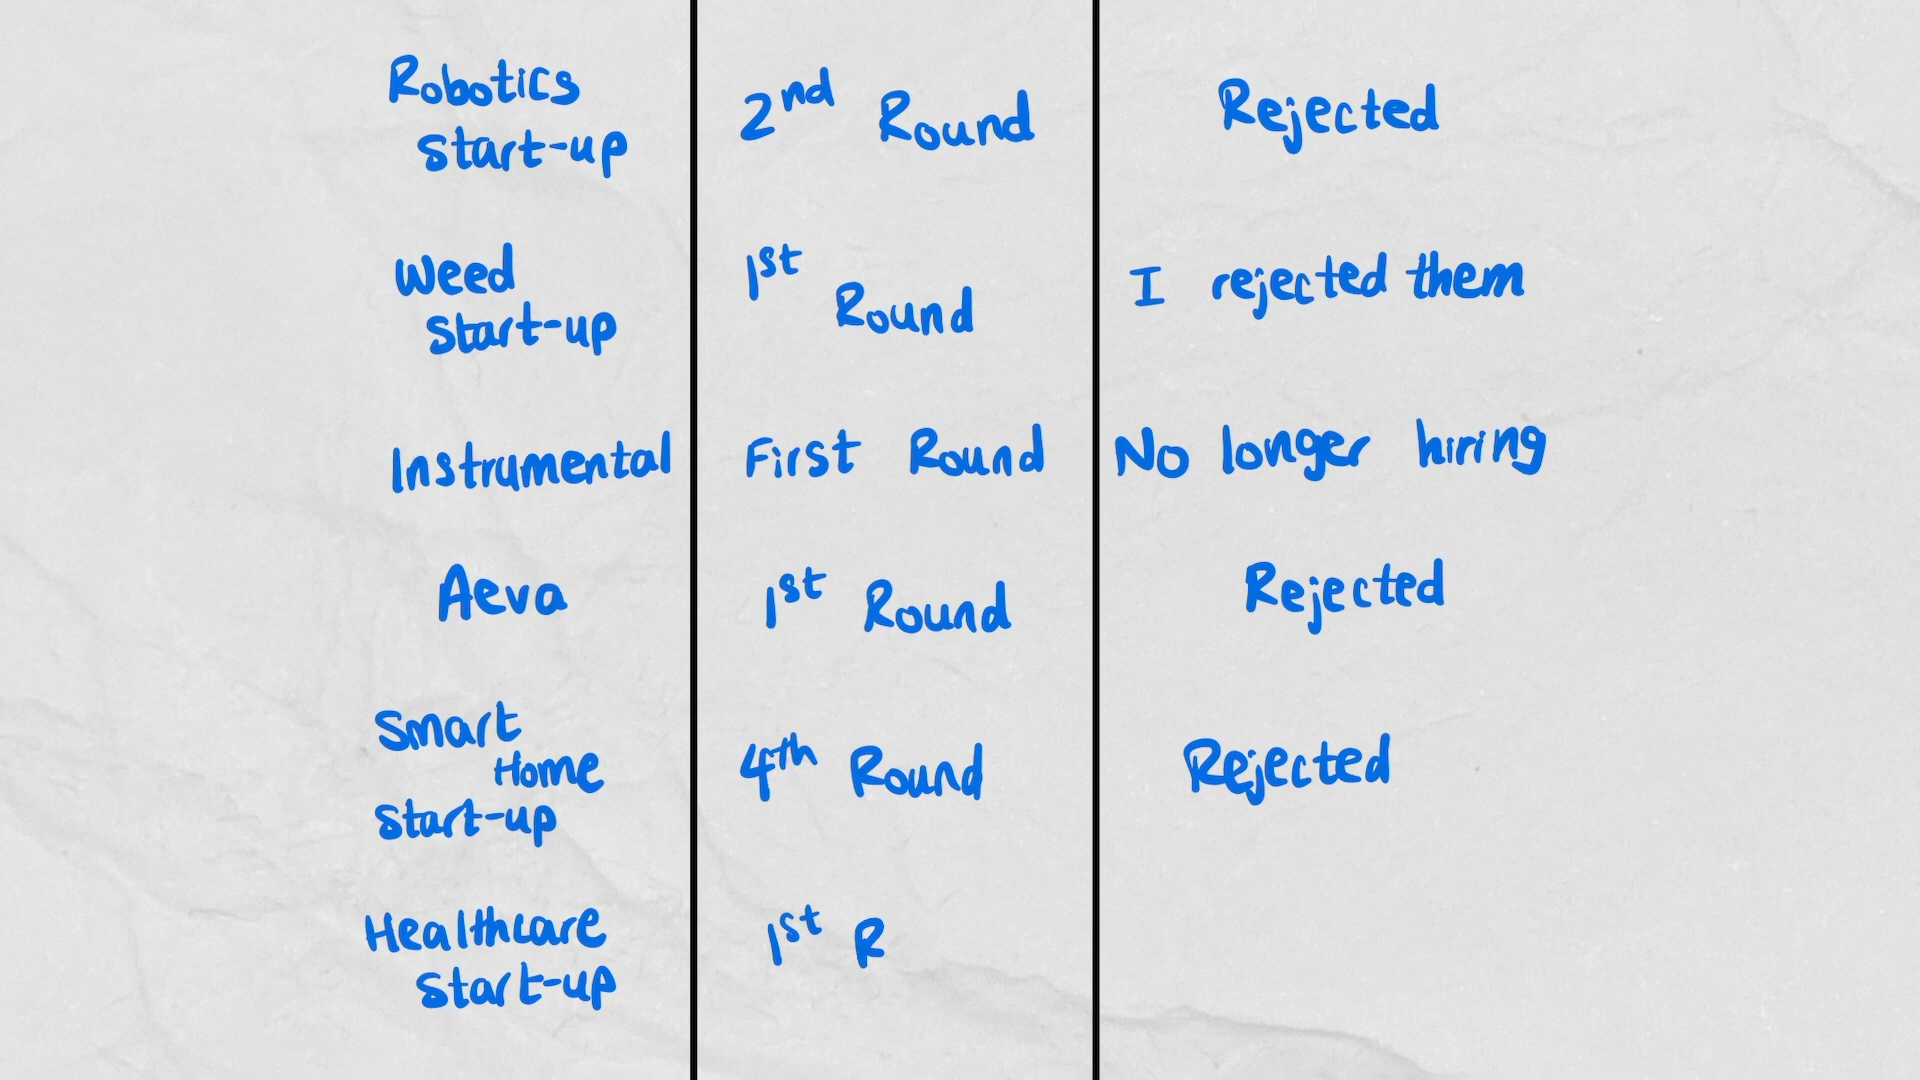 Robotics
start-up
2nd Round
Rejected
Weed
start-up
1st
Round
I rejected them
Instrumental
First Round
No longer hiring
Aeva
1st Round
Rejected
Smart
Home
start-up
4th Round
Rejected
Healthcare
start-up
1st R